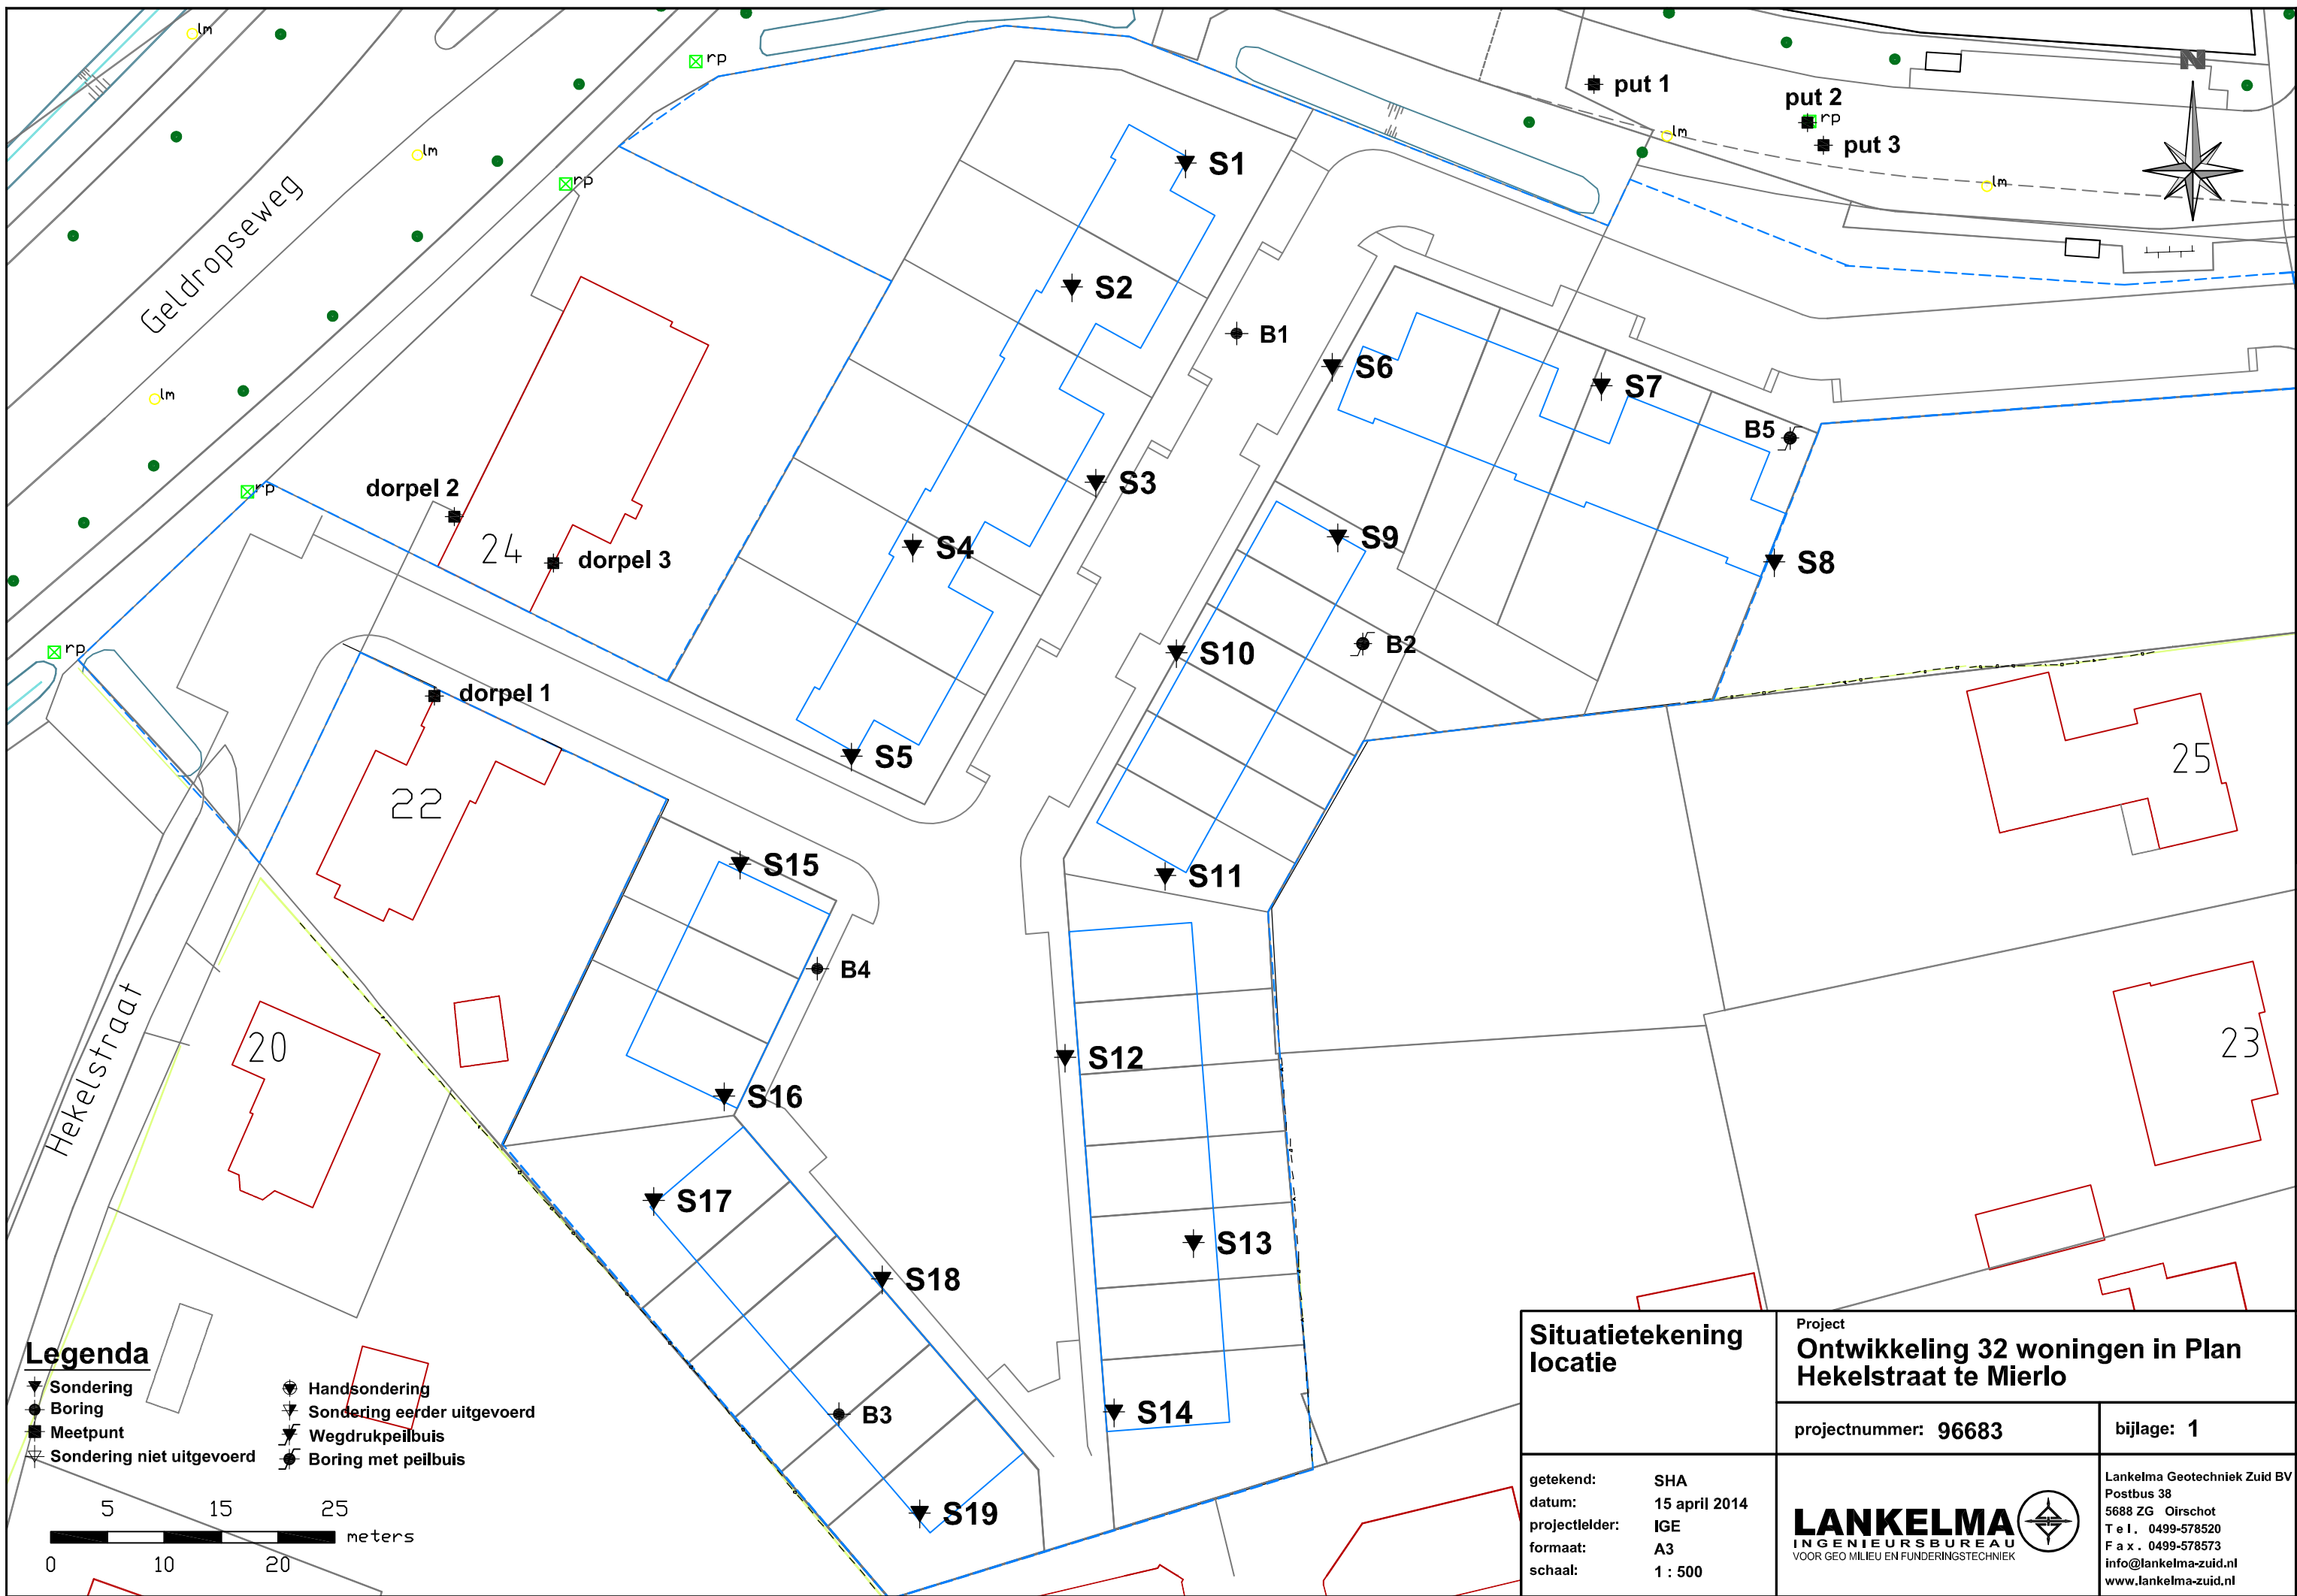 lm
rp
put 1
N
put 2
rp
lm
put 3
lm
lm
rp
S1
Geldropseweg
S2
B1
lm
S6
S7
B5
dorpel 2
rp
S3
24
dorpel 3
S4
S9
S8
rp
S10
B2
dorpel 1
S5
25
22
S15
S11
B4
Hekelstraat
20
S12
23
S16
S17
S13
S18
S14
B3
S19
Legenda
Sondering
Boring
Meetpunt
Sondering niet uitgevoerd
Handsondering
Sondering eerder uitgevoerd
Wegdrukpeilbuis
Boring met peilbuis
5 15 25
meters
0 10 20
Situatietekening
locatie
Project
Ontwikkeling 32 woningen in Plan
Hekelstraat te Mierlo
projectnummer: 96683
bijlage: 1
getekend: SHA
datum: 15 april 2014
projectleider: IGE
formaat: A3
schaal: 1 : 500
LANKELMA
INGENIEURSBUREAU
VOOR GEO MILIEU EN FUNDERINGSTECHNIEK
Lankelma Geotechniek Zuid BV
Postbus 38
5688 ZG Oirschot
Tel. 0499-578520
Fax. 0499-578573
info@lankelma-zuid.nl
www.lankelma-zuid.nl